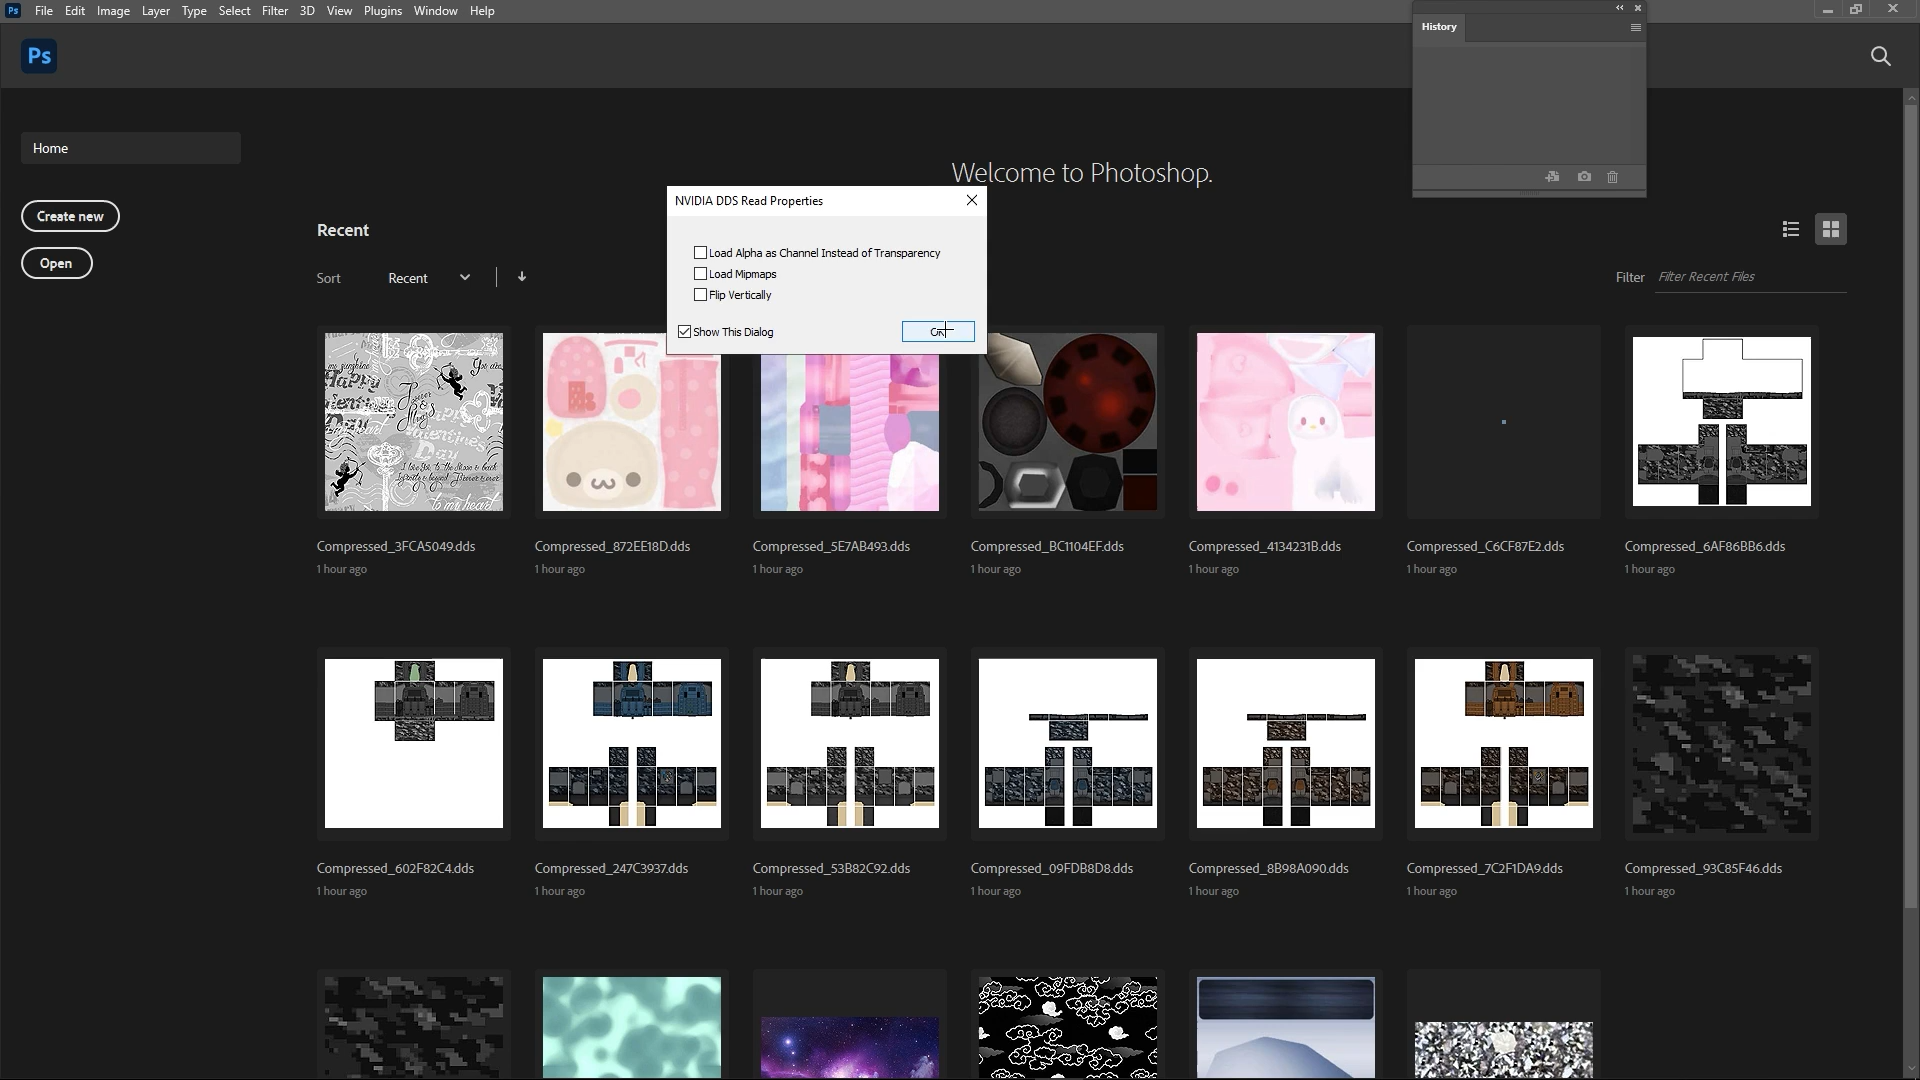 Ps File Edit Image Layer Type Select Filter 3D View Plugins Window Help
History
Ps
Home
Welcome to Photoshop.
NVIDIA DDS Read Properties
Create new
Recent
Load Alpha as Channel Instead of Transparency
Open
Sort Recent
Load Mipmaps
Filter Filter Recent Files
Flip Vertically
Show This Dialog
Compressed_3FCA5049.dds Compressed_872EE18D.dds Compressed_5E7AB493.dds Compressed_BC1104EF.dds Compressed_4134231B.dds Compressed_C6CF87E2.dds Compressed_6AF86BB6.dds
1 hour ago 1 hour ago 1 hour ago 1 hour ago 1 hour ago 1 hour ago 1 hour ago
Compressed_602F82C4.dds Compressed_247C3937.dds Compressed_53B82C92.dds Compressed_09FDB8D8.dds Compressed_8B98A090.dds Compressed_7C2F1DA9.dds Compressed_93C85F46.dds
1 hour ago 1 hour ago 1 hour ago 1 hour ago 1 hour ago 1 hour ago 1 hour ago